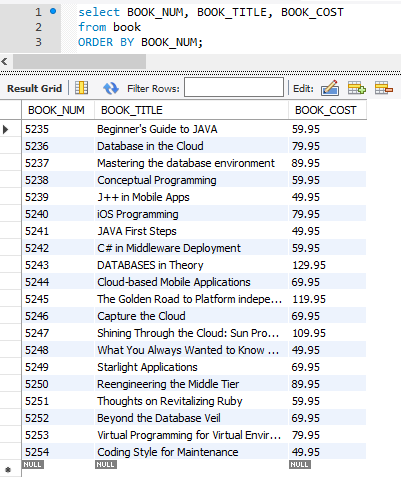 1 select BOOK_NUM, BOOK_TITLE, BOOK_COST
2 from book
3 ORDER BY BOOK_NUM;
Result Grid Filter Rows: Edit:
BOOK_NUM BOOK_TITLE BOOK_COST
5235 Beginner's Guide to JAVA 59.95
5236 Database in the Cloud 79.95
5237 Mastering the database environment 89.95
5238 Conceptual Programming 59.95
5239 J++ in Mobile Apps 49.95
5240 iOS Programming 79.95
5241 JAVA First Steps 49.95
5242 C# in Middleware Deployment 59.95
5243 DATABASES in Theory 129.95
5244 Cloud-based Mobile Applications 69.95
5245 The Golden Road to Platform indepe... 119.95
5246 Capture the Cloud 69.95
5247 Shining Through the Cloud: Sun Pro... 109.95
5248 What You Always Wanted to Know ... 49.95
5249 Starlight Applications 69.95
5250 Reengineering the Middle Tier 89.95
5251 Thoughts on Revitalizing Ruby 59.95
5252 Beyond the Database Veil 69.95
5253 Virtual Programming for Virtual Envir... 79.95
5254 Coding Style for Maintenance 49.95
NULL NULL NULL